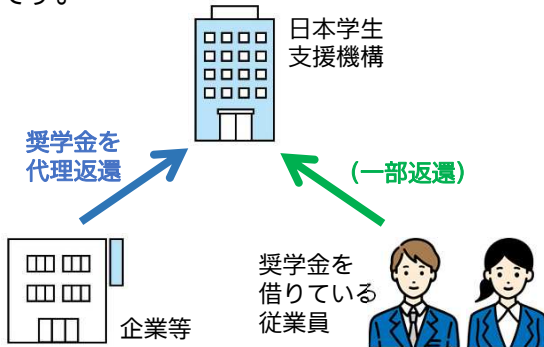 です。
日本学生
支援機構
奨学金を
代理返還
(一部返還)
企業等
奨学金を
借りている
従業員